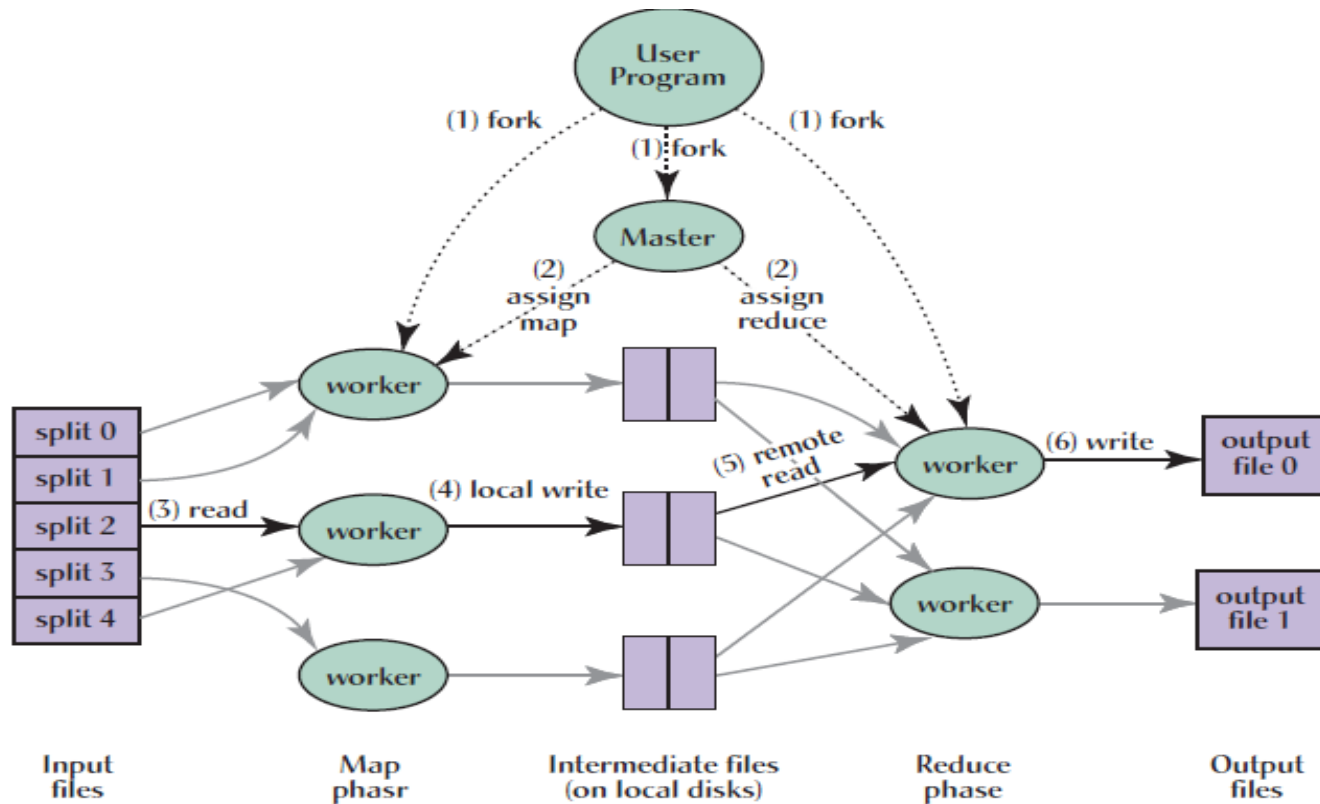 User
Program
(1) fork
(1) fork
(1) fork
Master
(2)
assign
map
(2)
assign
reduce
worker
split 0
split 1
split 2
split 3
split 4
(3) read
worker
(4) local write
(5) remote
read
worker
(6) write
output
file 0
worker
output
file 1
worker
Input
files
Map
phasr
Intermediate files
(on local disks)
Reduce
phase
Output
files